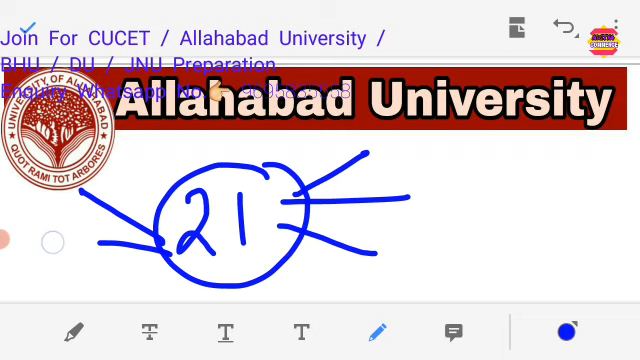 Join For CUCET / Allahabad University /
BHU / DU / JNU Preparation
Enquiry Whatsapp No
Allahabad University
UNIVERSITY OF ALLAHABAD
QUOT RAMI TOT ARBORES
21
T T T